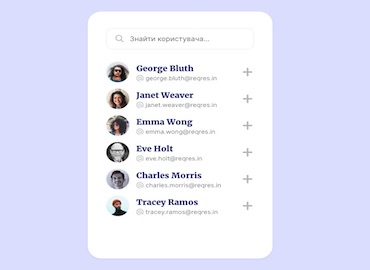 Знайти користувача...
George Bluth
george.bluth@reqres.in
Janet Weaver
janet.weaver@reqres.in
Emma Wong
emma.wong@reqres.in
Eve Holt
eve.holt@reqres.in
Charles Morris
charles.morris@reqres.in
Tracey Ramos
tracey.ramos@reqres.in